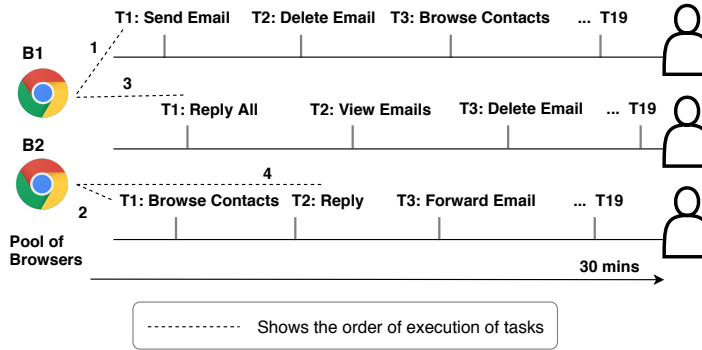 T1: Send Email T2: Delete Email T3: Browse Contacts ... T19
1
B1
3
T1: Reply All T2: View Emails T3: Delete Email ... T19
B2
4
2
T1: Browse Contacts T2: Reply T3: Forward Email ... T19
Pool of
Browsers
30 mins
Shows the order of execution of tasks